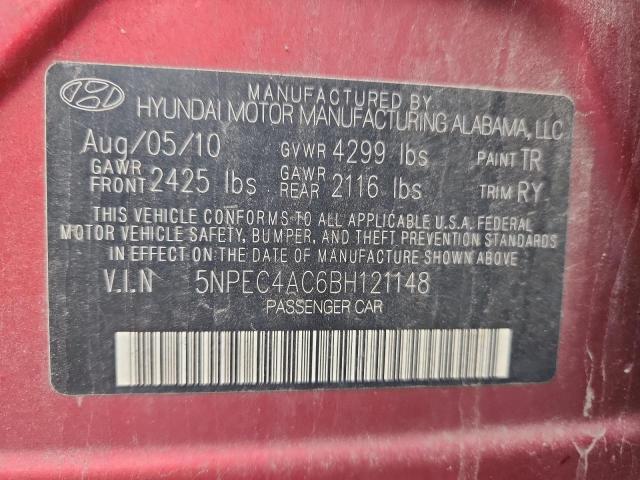 MANUFACTURED BY
HYUNDAI MOTOR MANUFACTURING ALABAMA, LLC
Aug/05/10 GVWR 4299 lbs PAINT TR
GAWR FRONT 2425 lbs GAWR REAR 2116 lbs TRIM RY
THIS VEHICLE CONFORMS TO ALL APPLICABLE U.S.A. FEDERAL
MOTOR VEHICLE SAFETY, BUMPER, AND THEFT PREVENTION STANDARDS
IN EFFECT ON THE DATE OF MANUFACTURE SHOWN ABOVE.
V.I.N 5NPEC4AC6BH121148
PASSENGER CAR